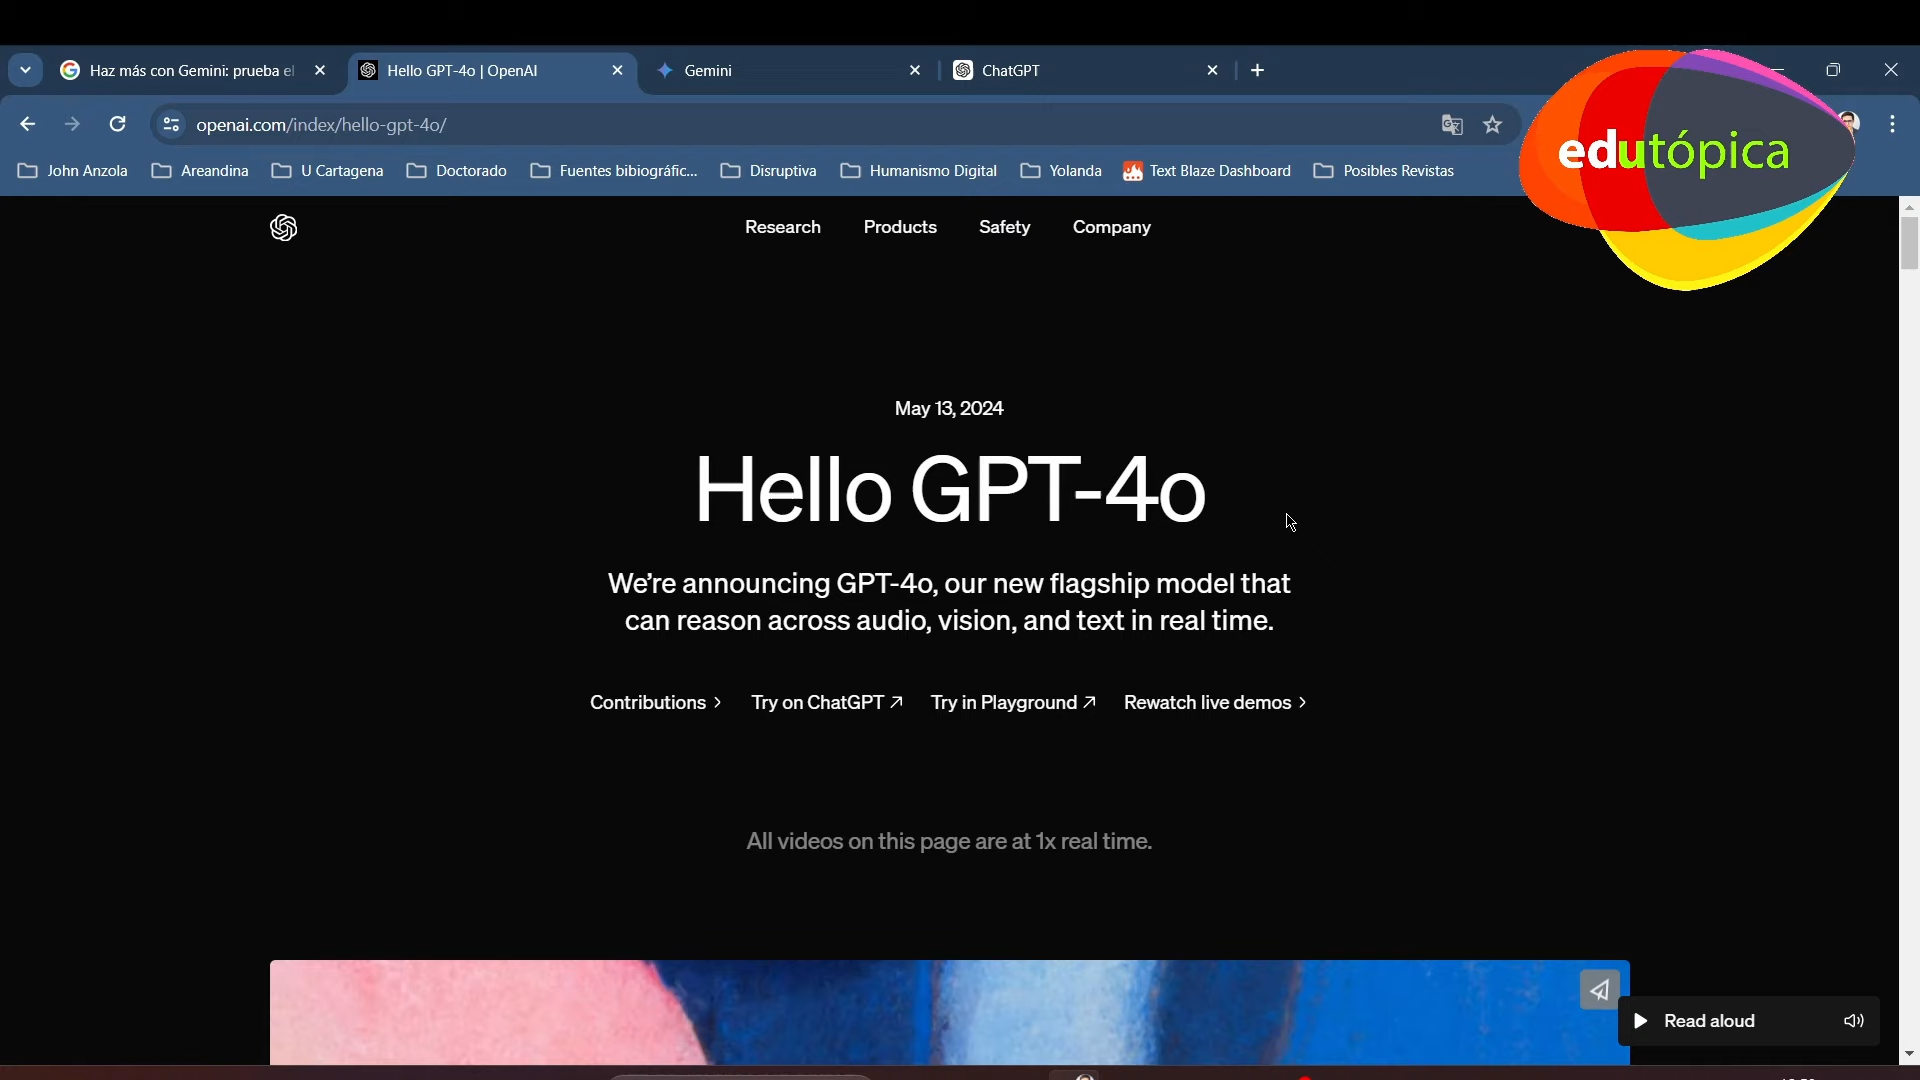 Haz más con Gemini: prueba el
Hello GPT-4o | OpenAI
Gemini
ChatGPT
openai.com/index/hello-gpt-4o/
John Anzola
Areandina
U Cartagena
Doctorado
Fuentes bibiográfic...
Disruptiva
Humanismo Digital
Yolanda
Text Blaze Dashboard
Posibles Revistas
edutópica
Research
Products
Safety
Company
May 13, 2024
Hello GPT-4o
We're announcing GPT-4o, our new flagship model that
can reason across audio, vision, and text in real time.
Contributions
Try on ChatGPT
Try in Playground
Rewatch live demos
All videos on this page are at 1x real time.
Read aloud